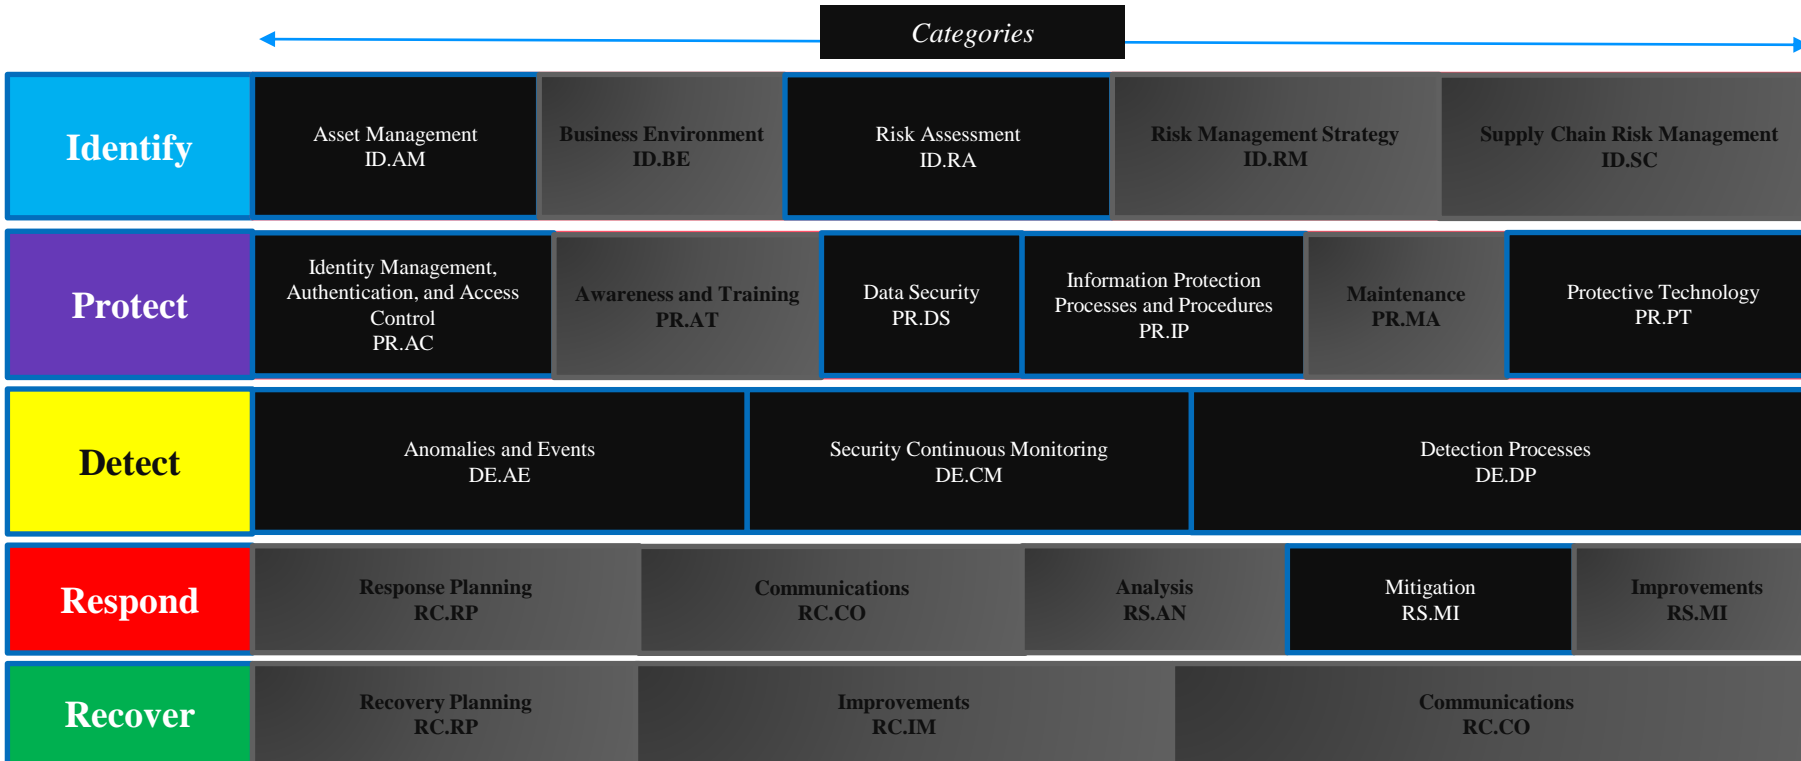 Categories
Identify
Asset Management
ID.AM
Business Environment
ID.BE
Risk Assessment
ID.RA
Risk Management Strategy
ID.RM
Supply Chain Risk Management
ID.SC
Protect
Identity Management,
Authentication, and Access
Control
PR.AC
Awareness and Training
PR.AT
Data Security
PR.DS
Information Protection
Processes and Procedures
PR.IP
Maintenance
PR.MA
Protective Technology
PR.PT
Detect
Anomalies and Events
DE.AE
Security Continuous Monitoring
DE.CM
Detection Processes
DE.DP
Respond
Response Planning
RC.RP
Communications
RC.CO
Analysis
RS.AN
Mitigation
RS.MI
Improvements
RS.MI
Recover
Recovery Planning
RC.RP
Improvements
RC.IM
Communications
RC.CO